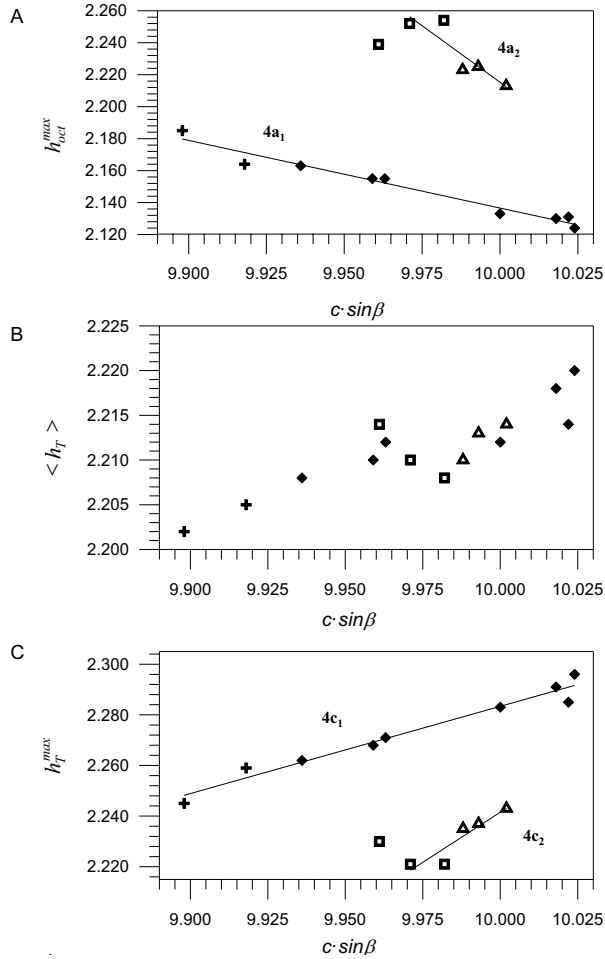 A
2.260
2.240
2.220
2.200
2.180
2.160
2.140
2.120
h_oct^max
4a₂
4a₁
9.900 9.925 9.950 9.975 10.000 10.025
c·sinβ
B
2.225
2.220
2.215
2.210
2.205
2.200
< h_T >
9.900 9.925 9.950 9.975 10.000 10.025
c·sinβ
C
2.300
2.280
2.260
2.240
2.220
h_T^max
4c₁
4c₂
9.900 9.925 9.950 9.975 10.000 10.025
c·sinβ